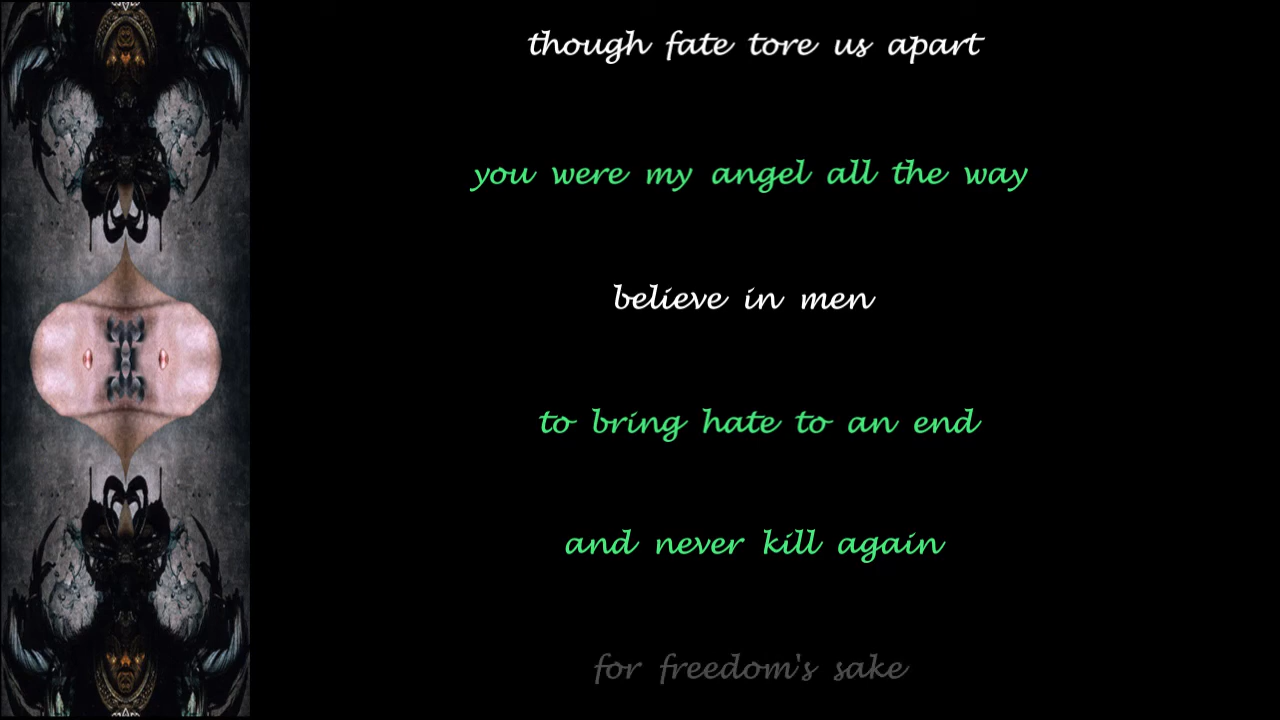 though fate tore us apart
you were my angel all the way
believe in men
to bring hate to an end
and never kill again
for freedom's sake